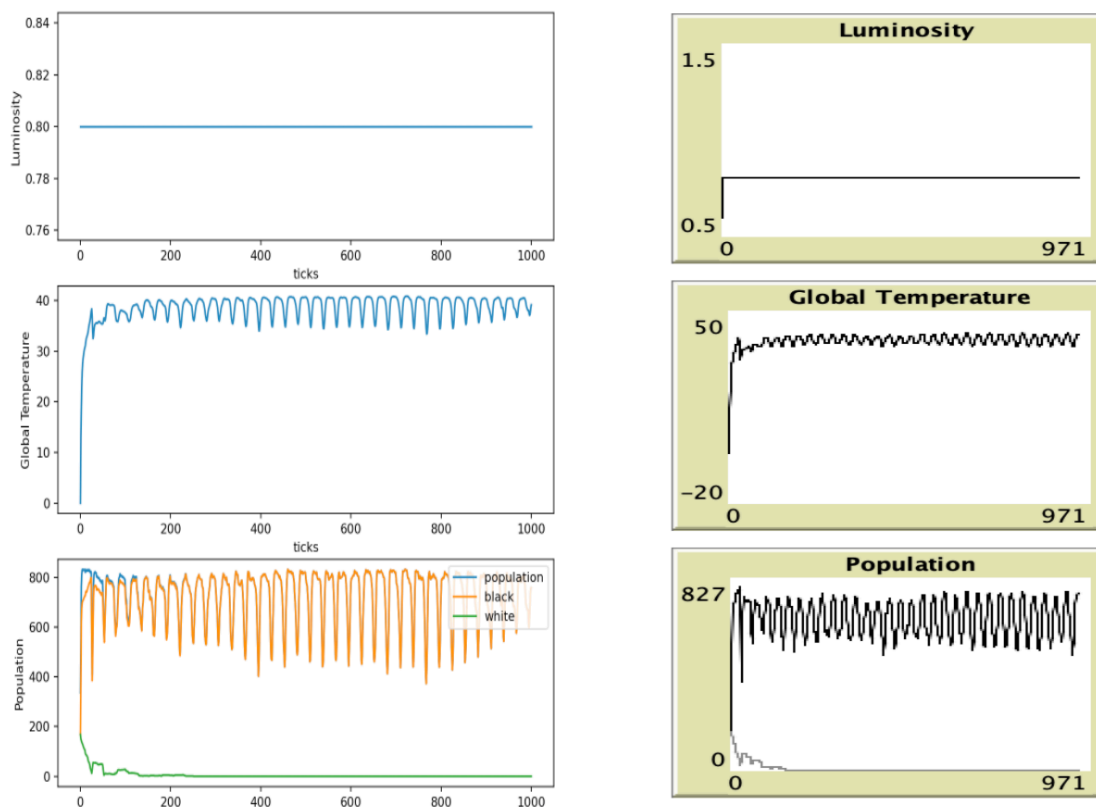 0.84
0.82
0.80
0.78
0.76
Luminosity
0 200 400 600 800 1000
ticks
Luminosity
1.5
0.5
0 971
40
30
20
10
0
Global Temperature
0 200 400 600 800 1000
ticks
Global Temperature
50
-20
0 971
800
600
400
200
0
Population
population
black
white
0 200 400 600 800 1000
Population
827
0
0 971